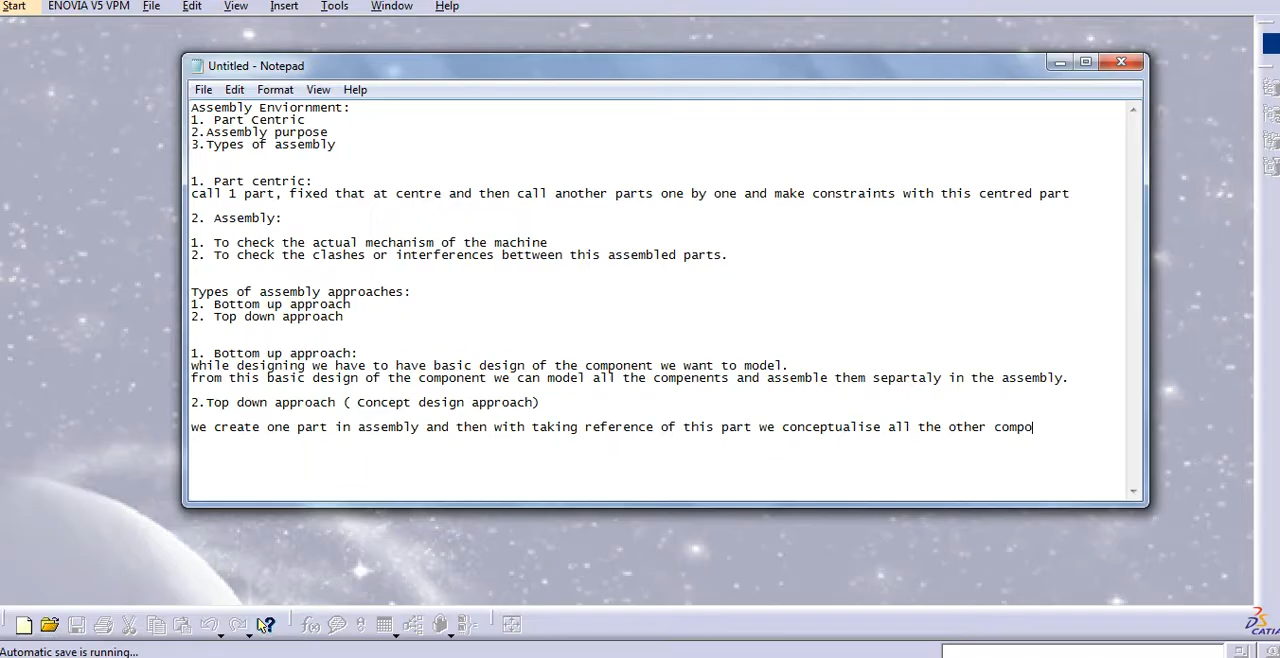 Start ENOVIA V5 VPM File Edit View Insert Tools Window Help
Untitled - Notepad
File Edit Format View Help
Assembly Enviornment:
1. Part Centric
2.Assembly purpose
3.Types of assembly
1. Part centric:
call 1 part, fixed that at centre and then call another parts one by one and make constraints with this centred part
2. Assembly:
1. To check the actual mechanism of the machine
2. To check the clashes or interferences bettween this assembled parts.
Types of assembly approaches:
1. Bottom up approach
2. Top down approach
1. Bottom up approach:
while designing we have to have basic design of the component we want to model.
from this basic design of the component we can model all the compenents and assemble them separtaly in the assembly.
2.Top down approach ( Concept design approach)
we create one part in assembly and then with taking reference of this part we conceptualise all the other compo
f(x)
CATIA
Automatic save is running...